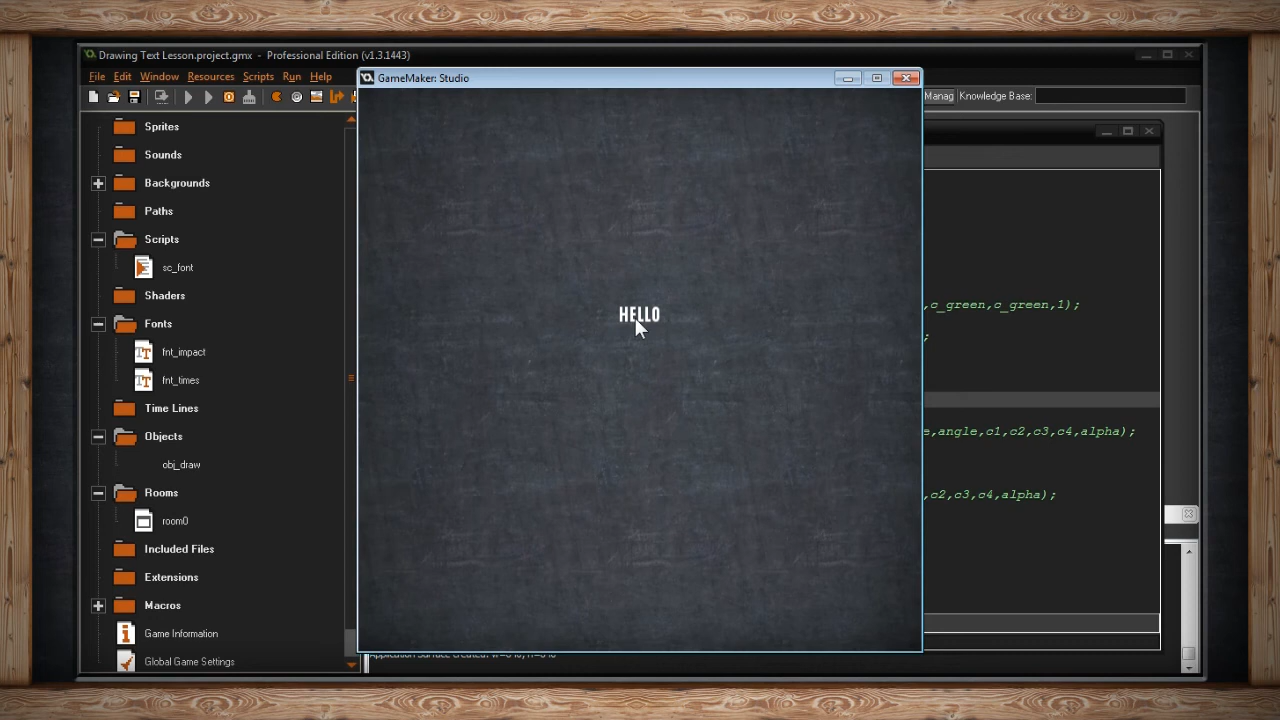 Drawing Text Lesson.project.gmx - Professional Edition (v1.3.1443)
File Edit Window Resources Scripts Run Help
GameMaker: Studio
Manag Knowledge Base:
Sprites
Sounds
Backgrounds
Paths
Scripts
sc_font
Shaders
Fonts
fnt_impact
fnt_times
Time Lines
Objects
obj_draw
Rooms
room0
Included Files
Extensions
Macros
Game Information
Global Game Settings
HELLO
,c_green,c_green,1);
;
e,angle,c1,c2,c3,c4,alpha);
,c2,c3,c4,alpha);